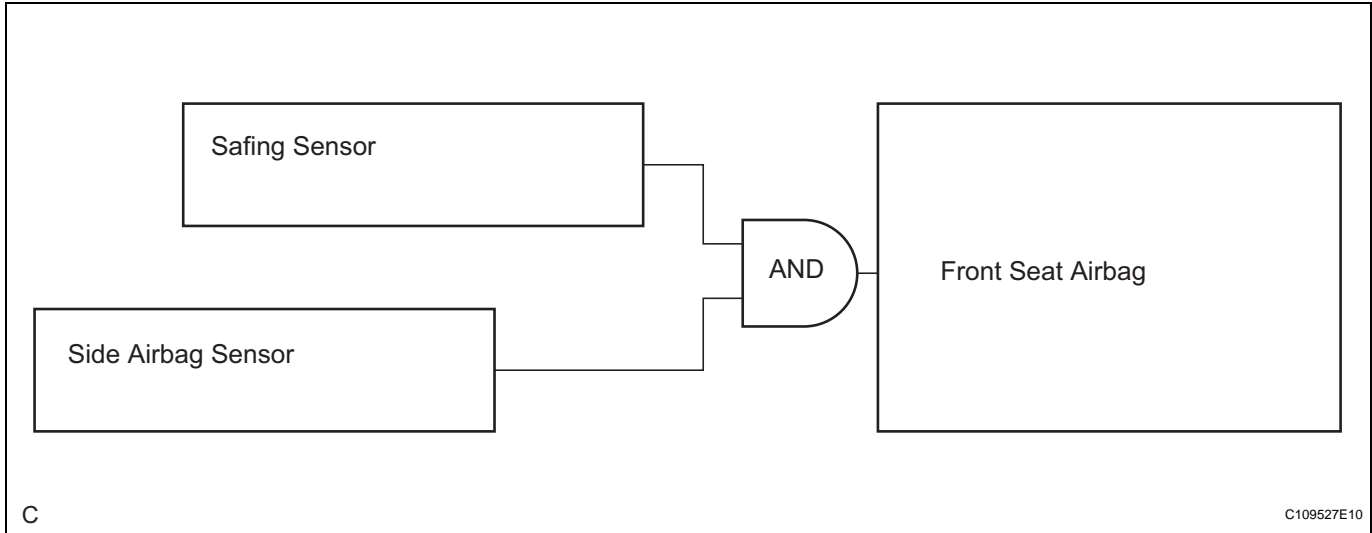 Safing Sensor
AND
Front Seat Airbag
Side Airbag Sensor
C
C109527E10